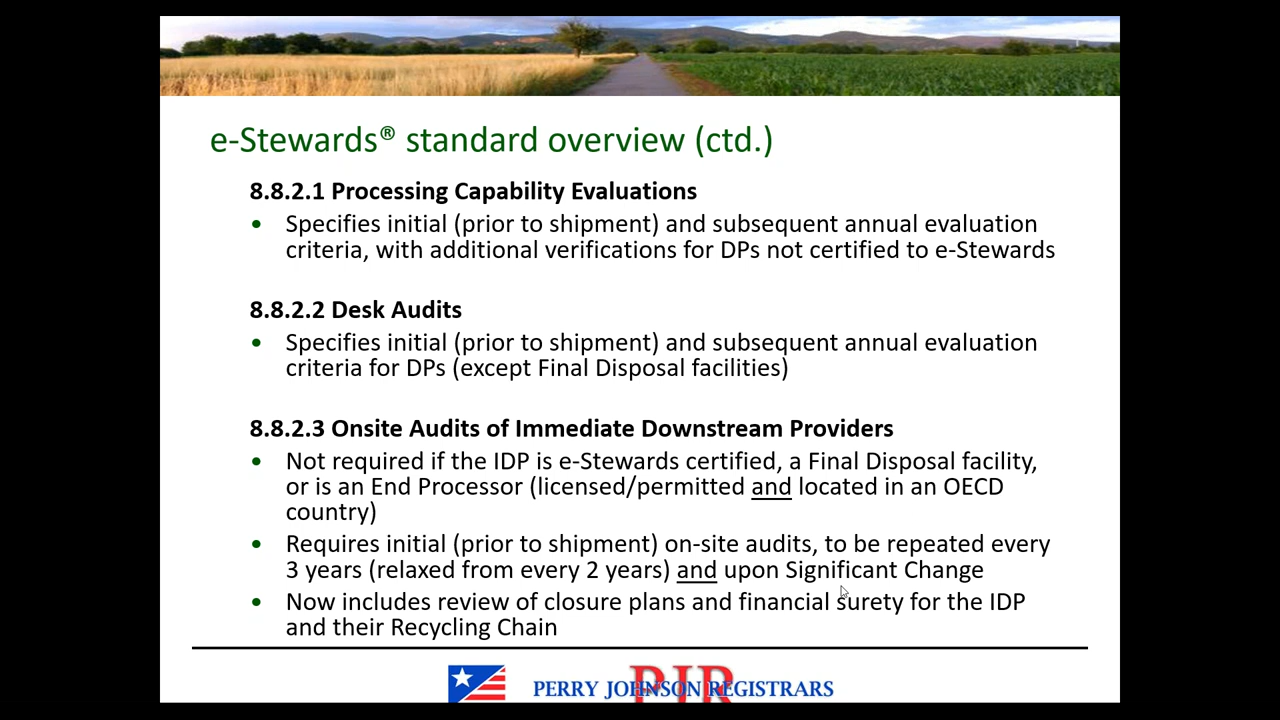 e-Stewards® standard overview (ctd.)
8.8.2.1 Processing Capability Evaluations
• Specifies initial (prior to shipment) and subsequent annual evaluation
criteria, with additional verifications for DPs not certified to e-Stewards
8.8.2.2 Desk Audits
• Specifies initial (prior to shipment) and subsequent annual evaluation
criteria for DPs (except Final Disposal facilities)
8.8.2.3 Onsite Audits of Immediate Downstream Providers
• Not required if the IDP is e-Stewards certified, a Final Disposal facility,
or is an End Processor (licensed/permitted and located in an OECD
country)
• Requires initial (prior to shipment) on-site audits, to be repeated every
3 years (relaxed from every 2 years) and upon Significant Change
• Now includes review of closure plans and financial surety for the IDP
and their Recycling Chain
PJR
PERRY JOHNSON REGISTRARS